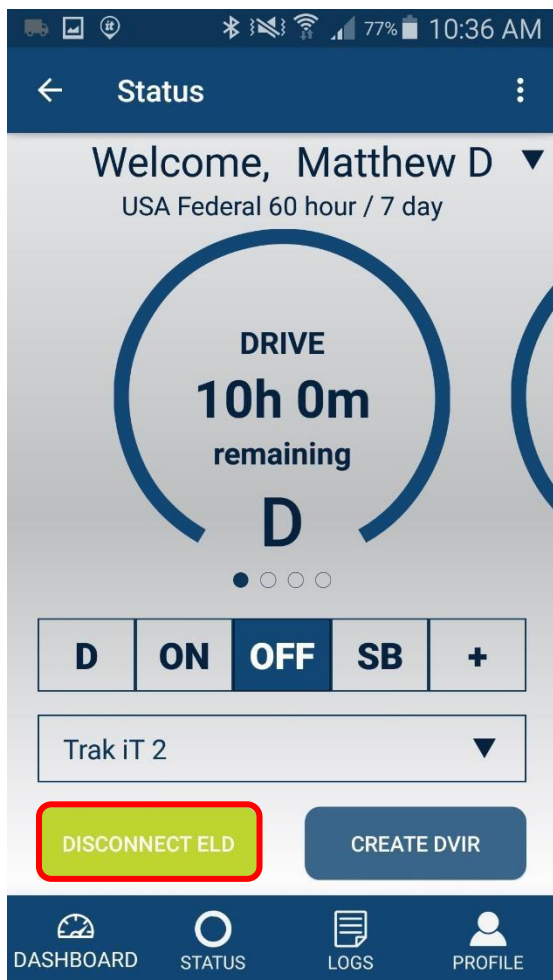 it 77% 10:36 AM
Status
Welcome, Matthew D
USA Federal 60 hour / 7 day
DRIVE
10h 0m
remaining
D
D ON OFF SB +
Trak iT 2
DISCONNECT ELD CREATE DVIR
DASHBOARD STATUS LOGS PROFILE